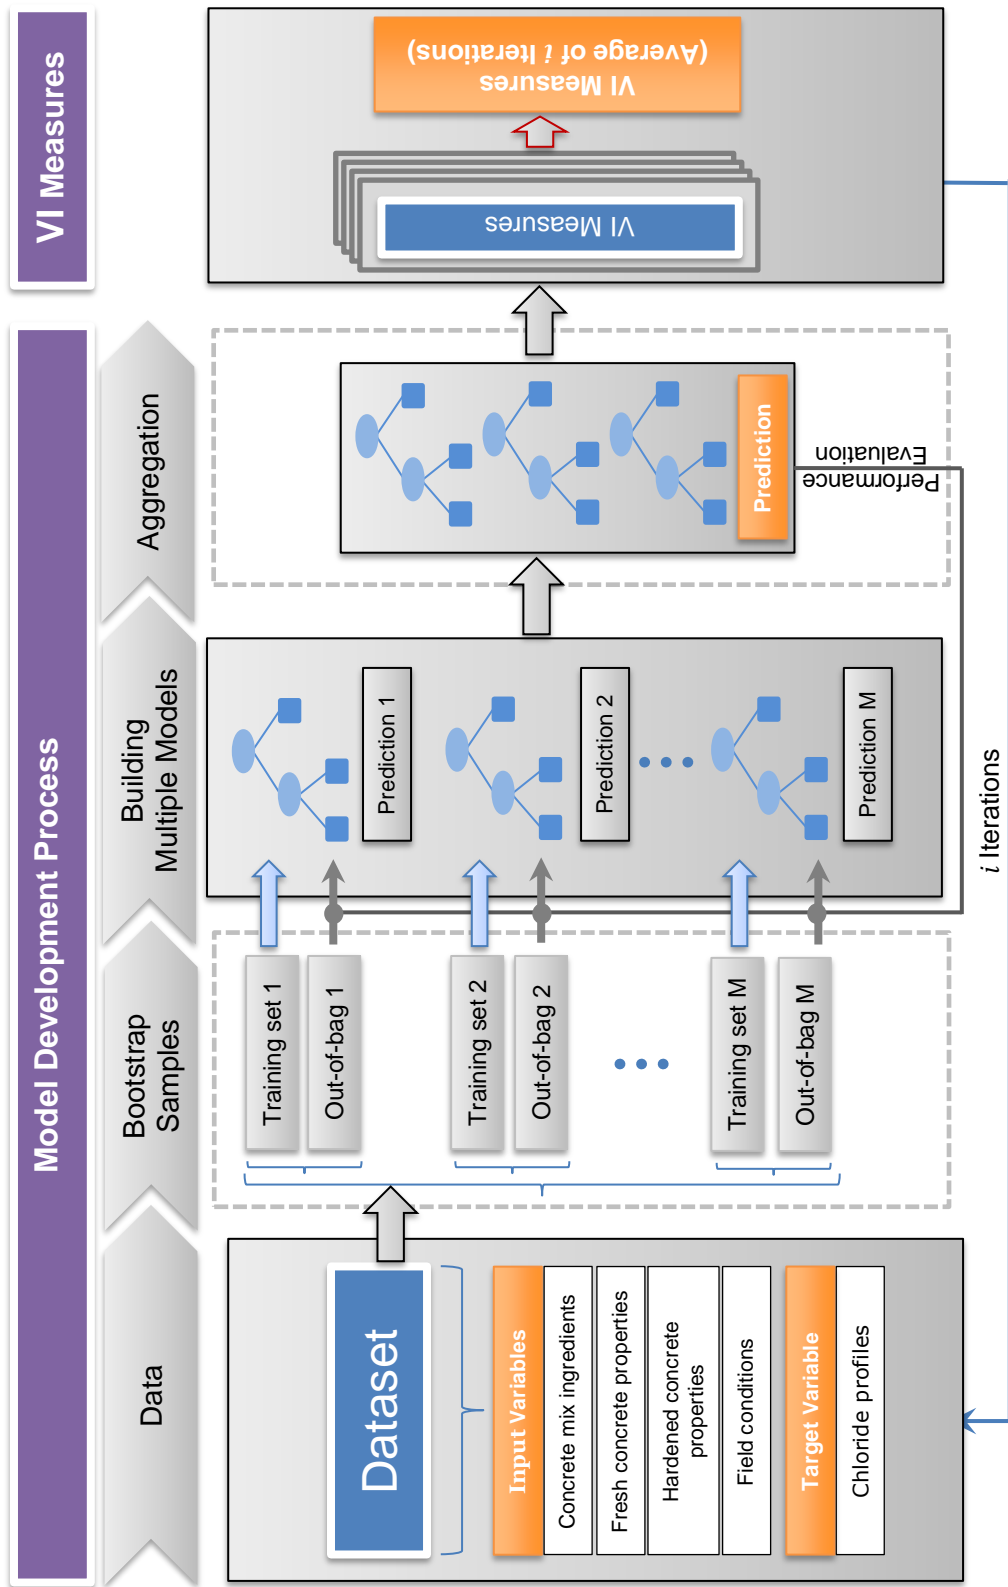 Model Development Process
VI Measures
Data
Bootstrap
Samples
Building
Multiple Models
Aggregation
Dataset
Input Variables
Concrete mix ingredients
Fresh concrete properties
Hardened concrete
properties
Field conditions
Target Variable
Chloride profiles
Training set 1
Out-of-bag 1
Training set 2
Out-of-bag 2
Training set M
Out-of-bag M
Prediction 1
Prediction 2
Prediction M
Prediction
Performance
Evaluation
i Iterations
VI Measures
VI Measures
(Average of i Iterations)